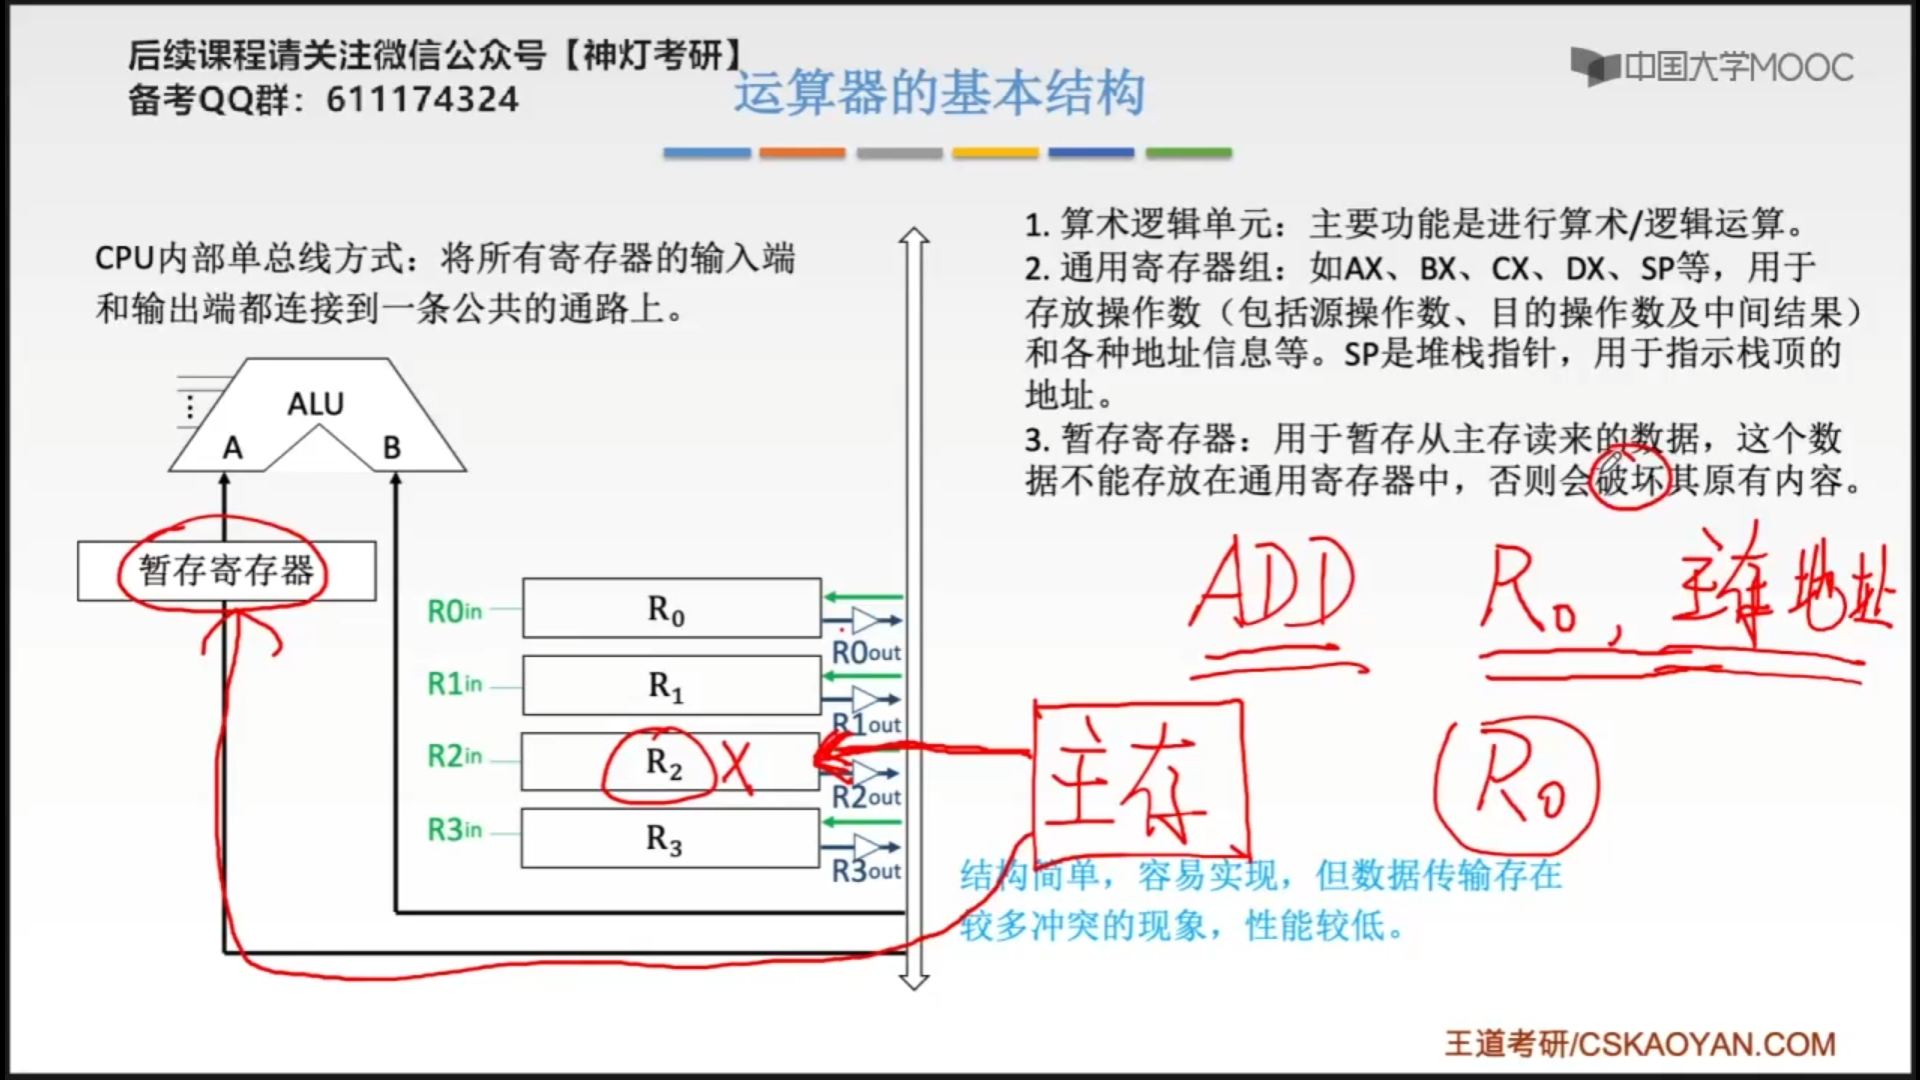 后续课程请关注微信公众号【神灯考研】
备考QQ群：611174324
运算器的基本结构
中国大学MOOC
CPU内部单总线方式：将所有寄存器的输入端
和输出端都连接到一条公共的通路上。
ALU
A
B
暂存寄存器
R0in
R₀
R0out
R1in
R₁
R1out
R2in
R₂
X
R2out
R3in
R₃
R3out
1. 算术逻辑单元：主要功能是进行算术/逻辑运算。
2. 通用寄存器组：如AX、BX、CX、DX、SP等，用于
存放操作数（包括源操作数、目的操作数及中间结果）
和各种地址信息等。SP是堆栈指针，用于指示栈顶的
地址。
3. 暂存寄存器：用于暂存从主存读来的数据，这个数
据不能存放在通用寄存器中，否则会破坏其原有内容。
ADD R₀, 主存地址
主存
R₀
结构简单，容易实现，但数据传输存在
较多冲突的现象，性能较低。
王道考研/CSKAOYAN.COM